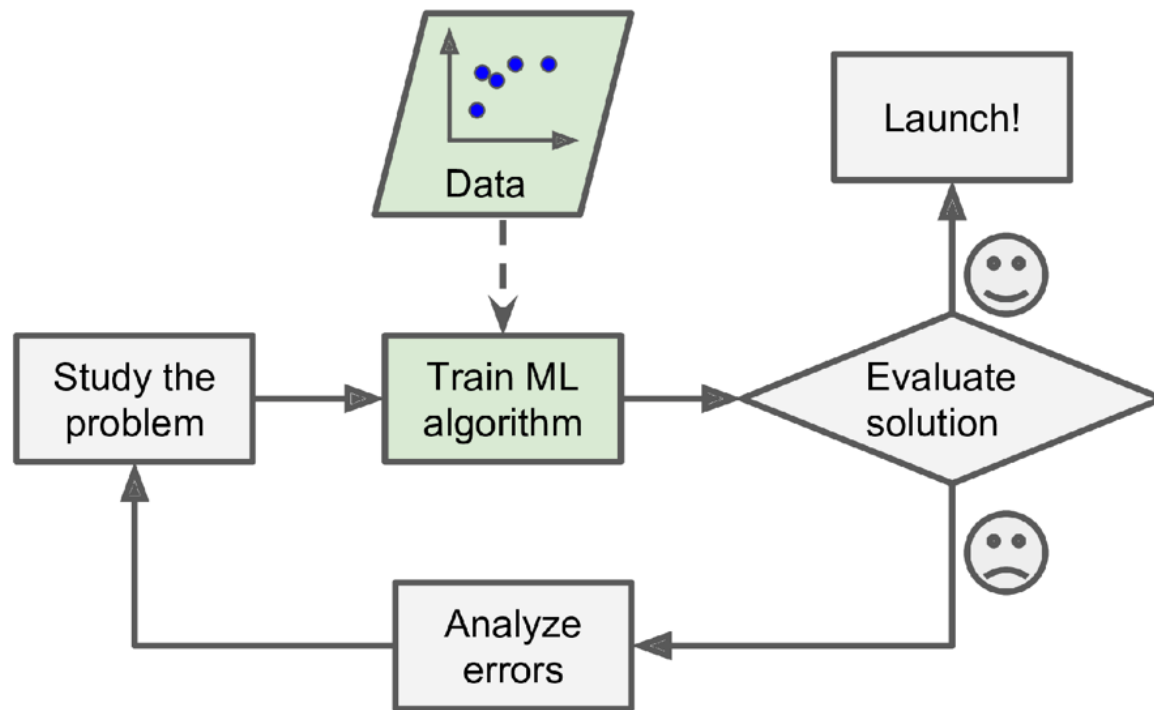 Data
Launch!
Study the
problem
Train ML
algorithm
Evaluate
solution
Analyze
errors